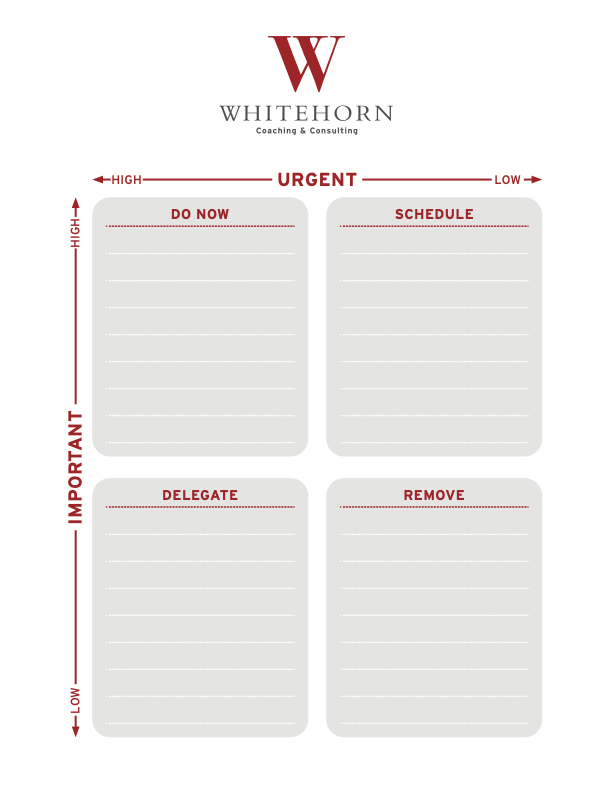 W
WHITEHORN
Coaching & Consulting
HIGH URGENT LOW
HIGH
IMPORTANT
LOW
DO NOW
SCHEDULE
DELEGATE
REMOVE